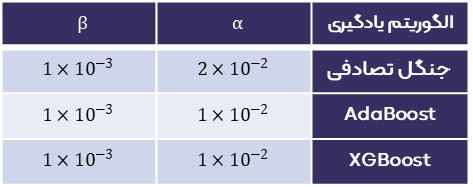 الگوریتم یادگیری α β
جنگل تصادفی 2 × 10⁻² 1 × 10⁻³
AdaBoost 1 × 10⁻² 1 × 10⁻³
XGBoost 1 × 10⁻² 1 × 10⁻³